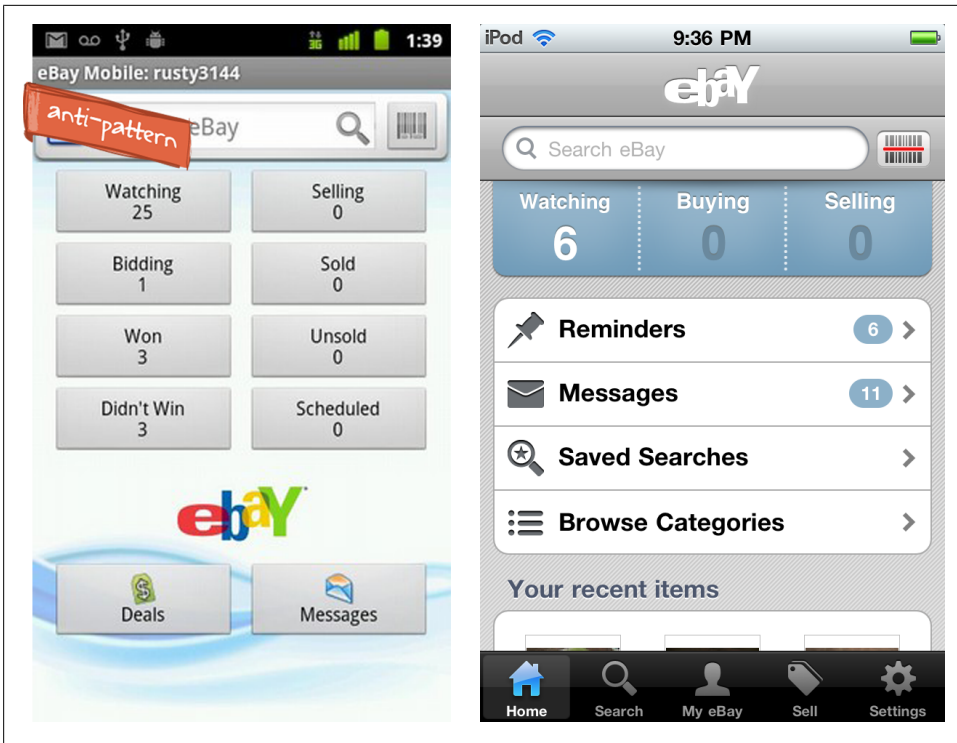 3G 1:39
eBay Mobile: rusty3144
anti-pattern
eBay
Watching
25
Selling
0
Bidding
1
Sold
0
Won
3
Unsold
0
Didn't Win
3
Scheduled
0
ebaY
Deals
Messages
iPod 9:36 PM
ebaY
Search eBay
Watching Buying Selling
6 0 0
Reminders 6
Messages 11
Saved Searches
Browse Categories
Your recent items
Home Search My eBay Sell Settings